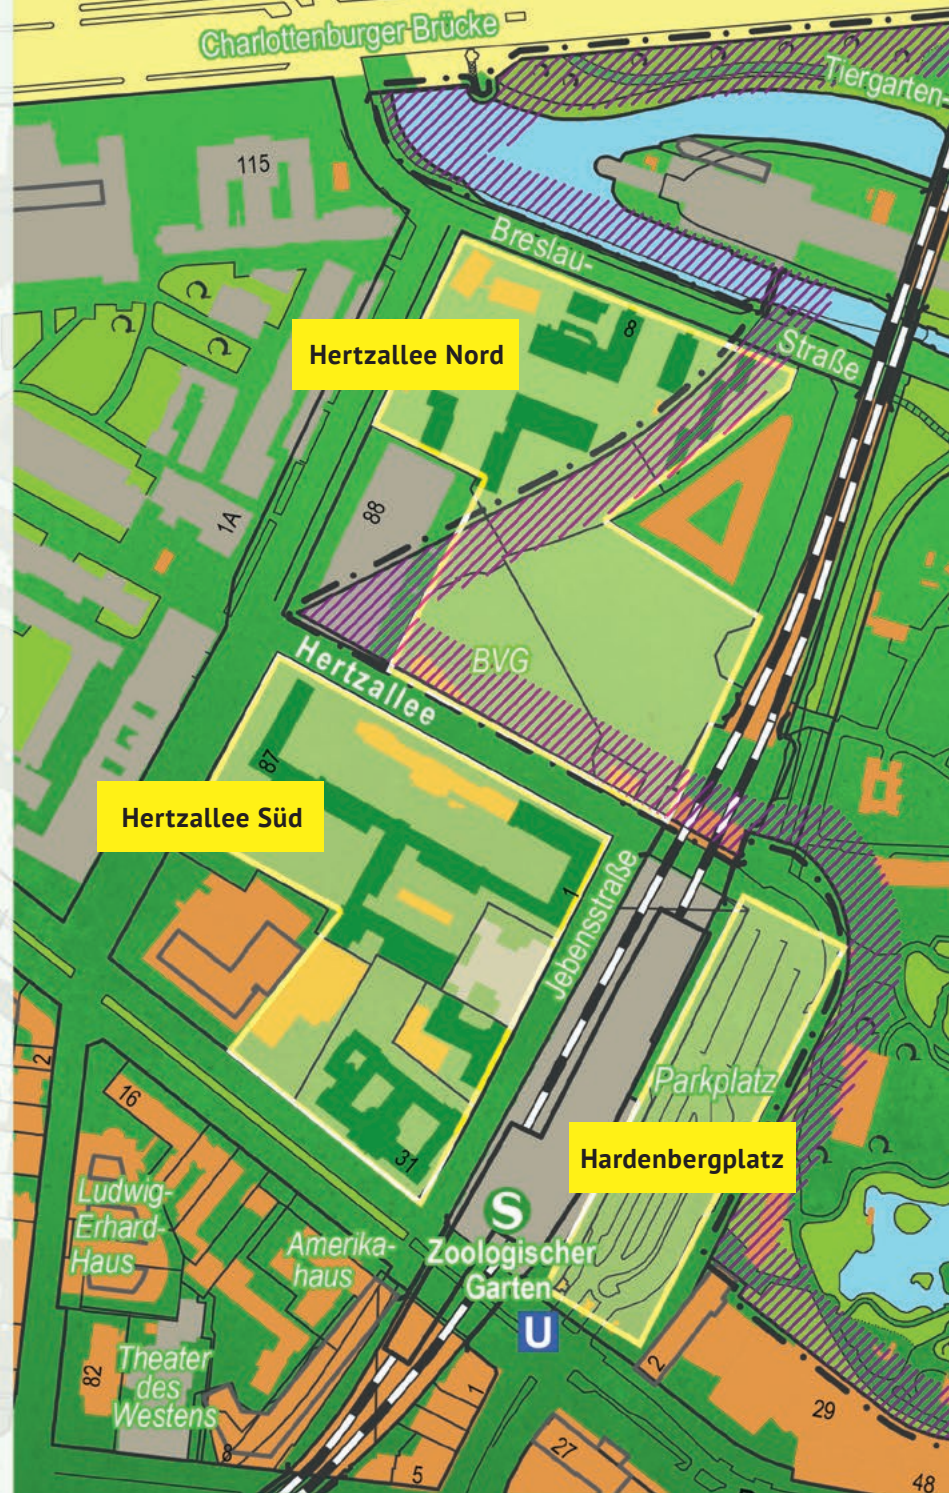 Charlottenburger-Brücke
Tiergarten-
115
Breslau-
8
Straße
Hertzallee Nord
88
1A
BVG
Hertzallee
87
Hertzallee Süd
1
Jebensstraße
2
Parkplatz
16
31
Hardenbergplatz
Ludwig-
Erhard-
Haus
Amerika-
haus
S
Zoologischer
Garten
U
82
Theater
des
Westens
2
1
29
8
27
5
48